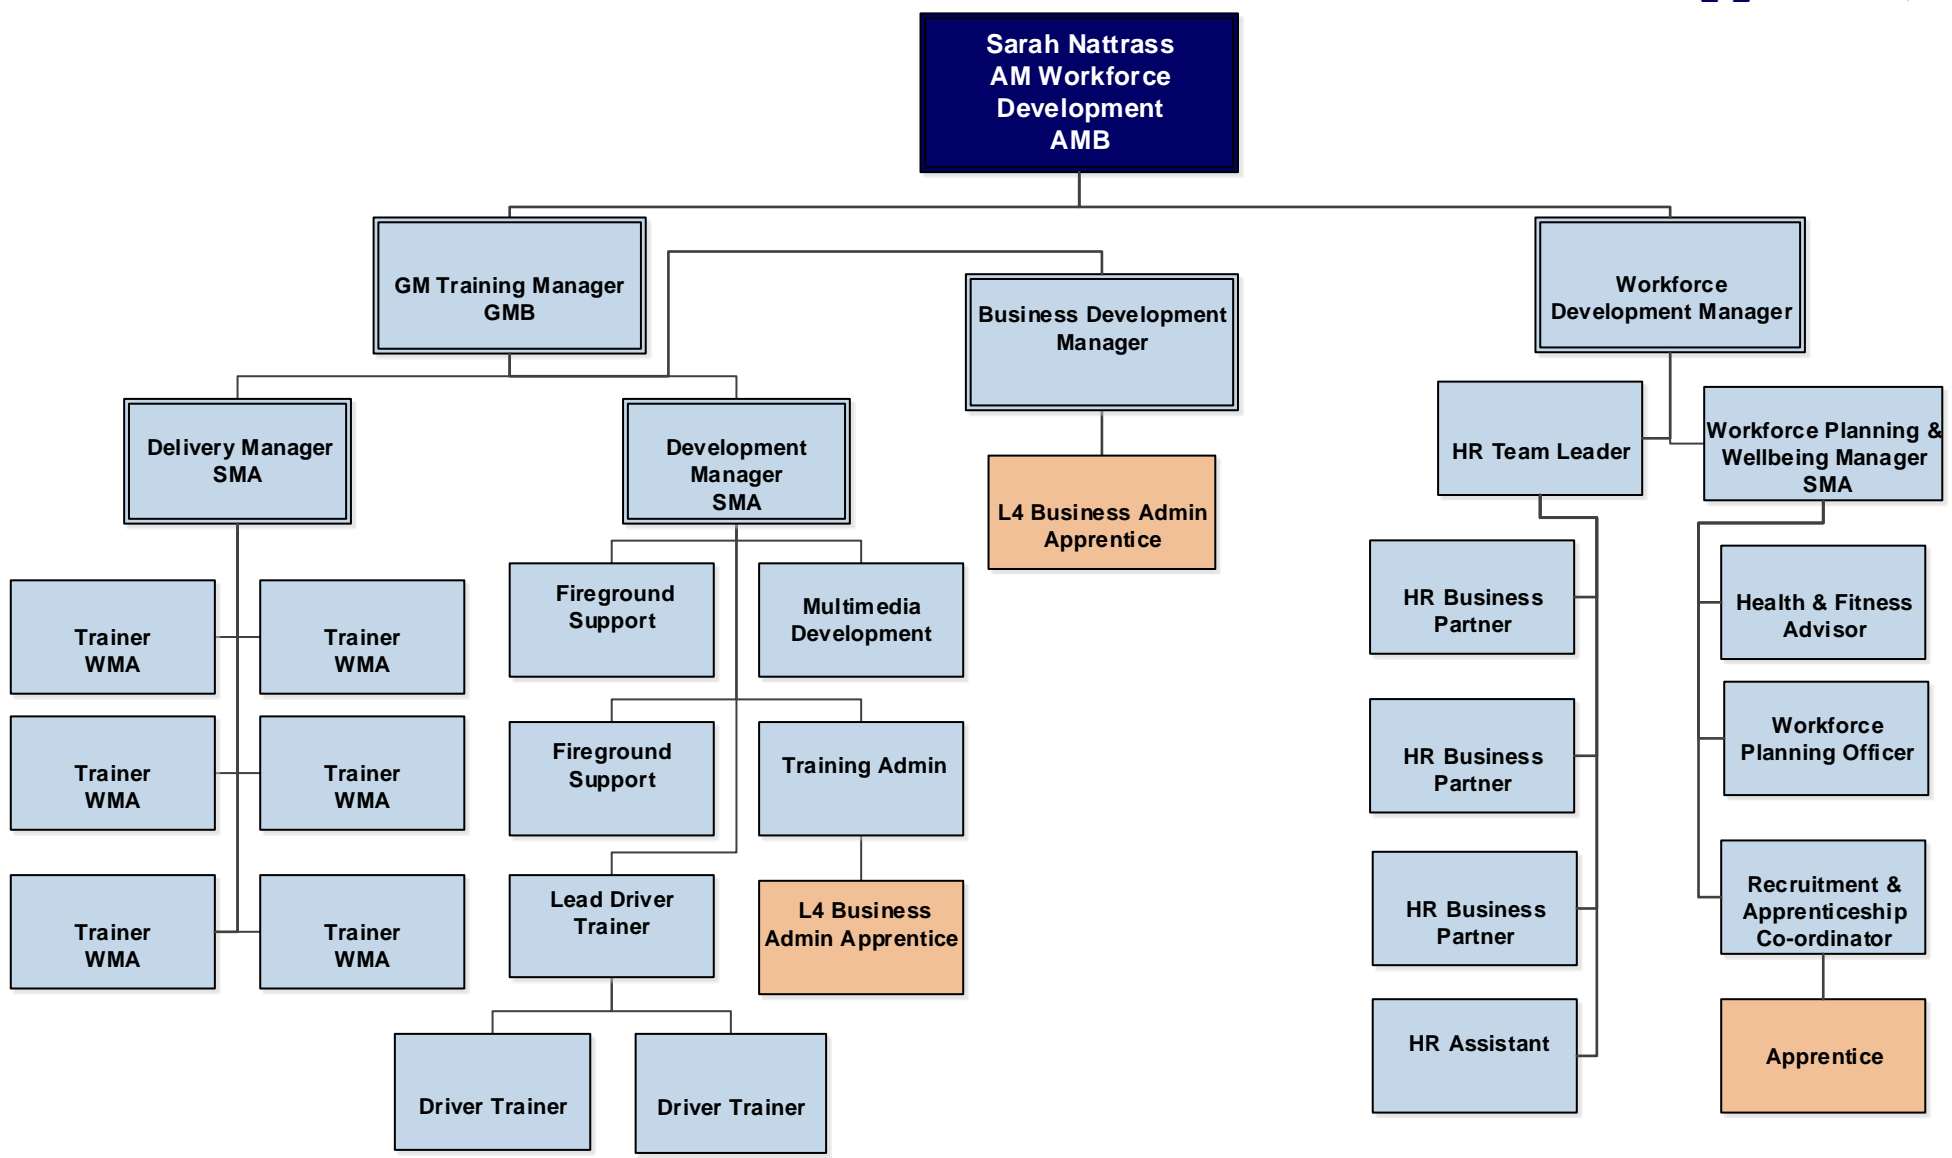 Sarah Nattrass
AM Workforce
Development
AMB
GM Training Manager
GMB
Business Development
Manager
Workforce
Development Manager
Delivery Manager
SMA
Development
Manager
SMA
L4 Business Admin
Apprentice
HR Team Leader
Workforce Planning &
Wellbeing Manager
SMA
Trainer
WMA
Trainer
WMA
Trainer
WMA
Trainer
WMA
Trainer
WMA
Trainer
WMA
Fireground
Support
Multimedia
Development
Fireground
Support
Training Admin
Lead Driver
Trainer
L4 Business
Admin Apprentice
Driver Trainer
Driver Trainer
HR Business
Partner
HR Business
Partner
HR Business
Partner
HR Assistant
Health & Fitness
Advisor
Workforce
Planning Officer
Recruitment &
Apprenticeship
Co-ordinator
Apprentice